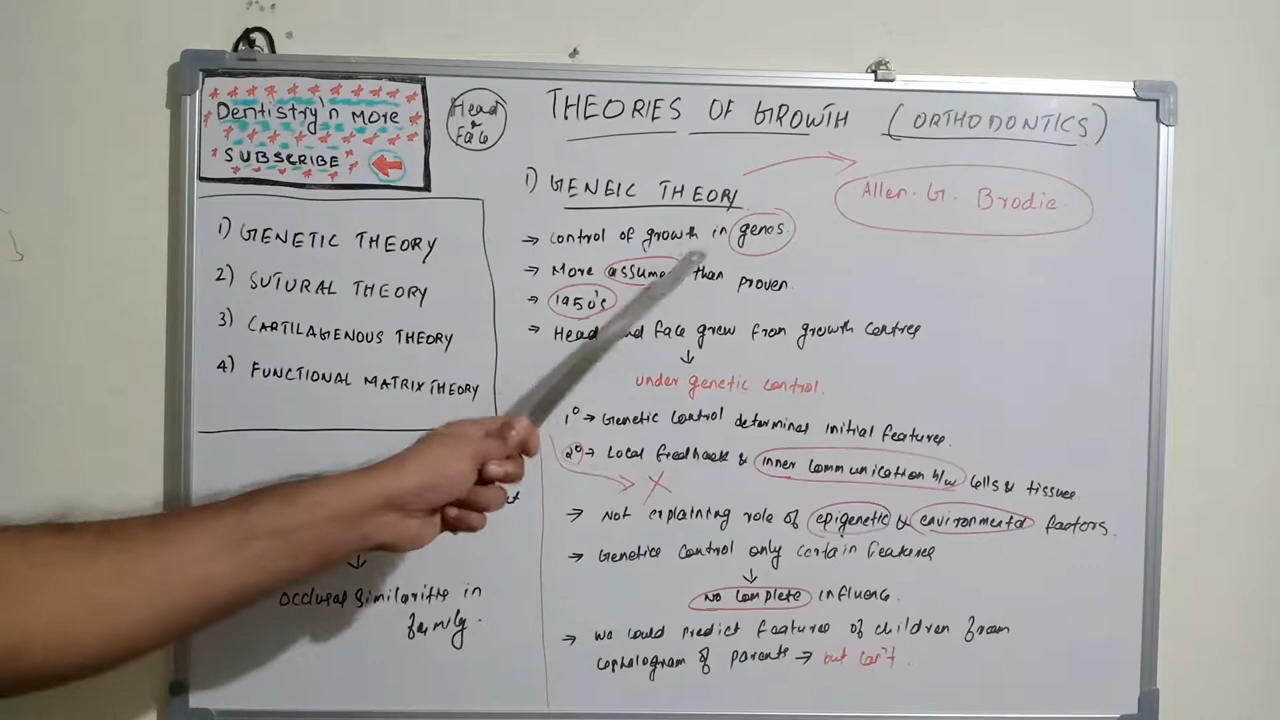 Dentistry'n More
SUBSCRIBE
Head & Face
THEORIES OF GROWTH (ORTHODONTICS)
1) GENETIC THEORY
2) SUTURAL THEORY
3) CARTILAGENOUS THEORY
4) FUNCTIONAL MATRIX THEORY
occlusal similarities in
family.
1) GENEIC THEORY
Allen. G. Brodie.
⇒ Control of growth in genes.
⇒ More assumed than proven.
⇒ 1950's
⇒ Head and face grew from growth centres
↓
under genetic control.
1° → Genetic control determines initial features.
2° → Local feedback & inner communication b/w cells & tissue.
X
⇒ Not explaining role of epigenetic & environmental factors.
→ Genetics control only certain features
↓
No complete influence.
→ We could predict features of children from
cephalogram of parents → but can't.